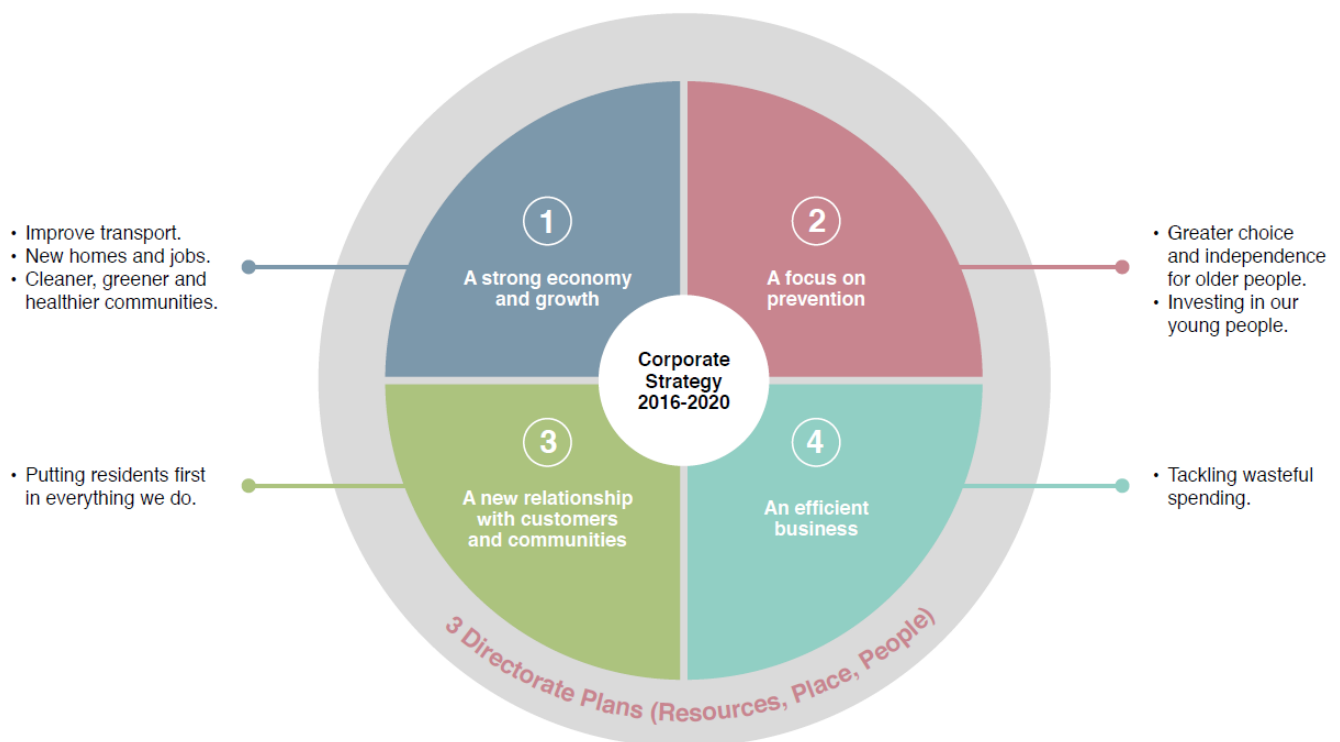 1
A strong economy
and growth
• Improve transport.
• New homes and jobs.
• Cleaner, greener and
healthier communities.
2
A focus on
prevention
• Greater choice
and independence
for older people.
• Investing in our
young people.
Corporate
Strategy
2016-2020
3
A new relationship
with customers
and communities
• Putting residents first
in everything we do.
4
An efficient
business
• Tackling wasteful
spending.
3 Directorate Plans (Resources, Place, People)